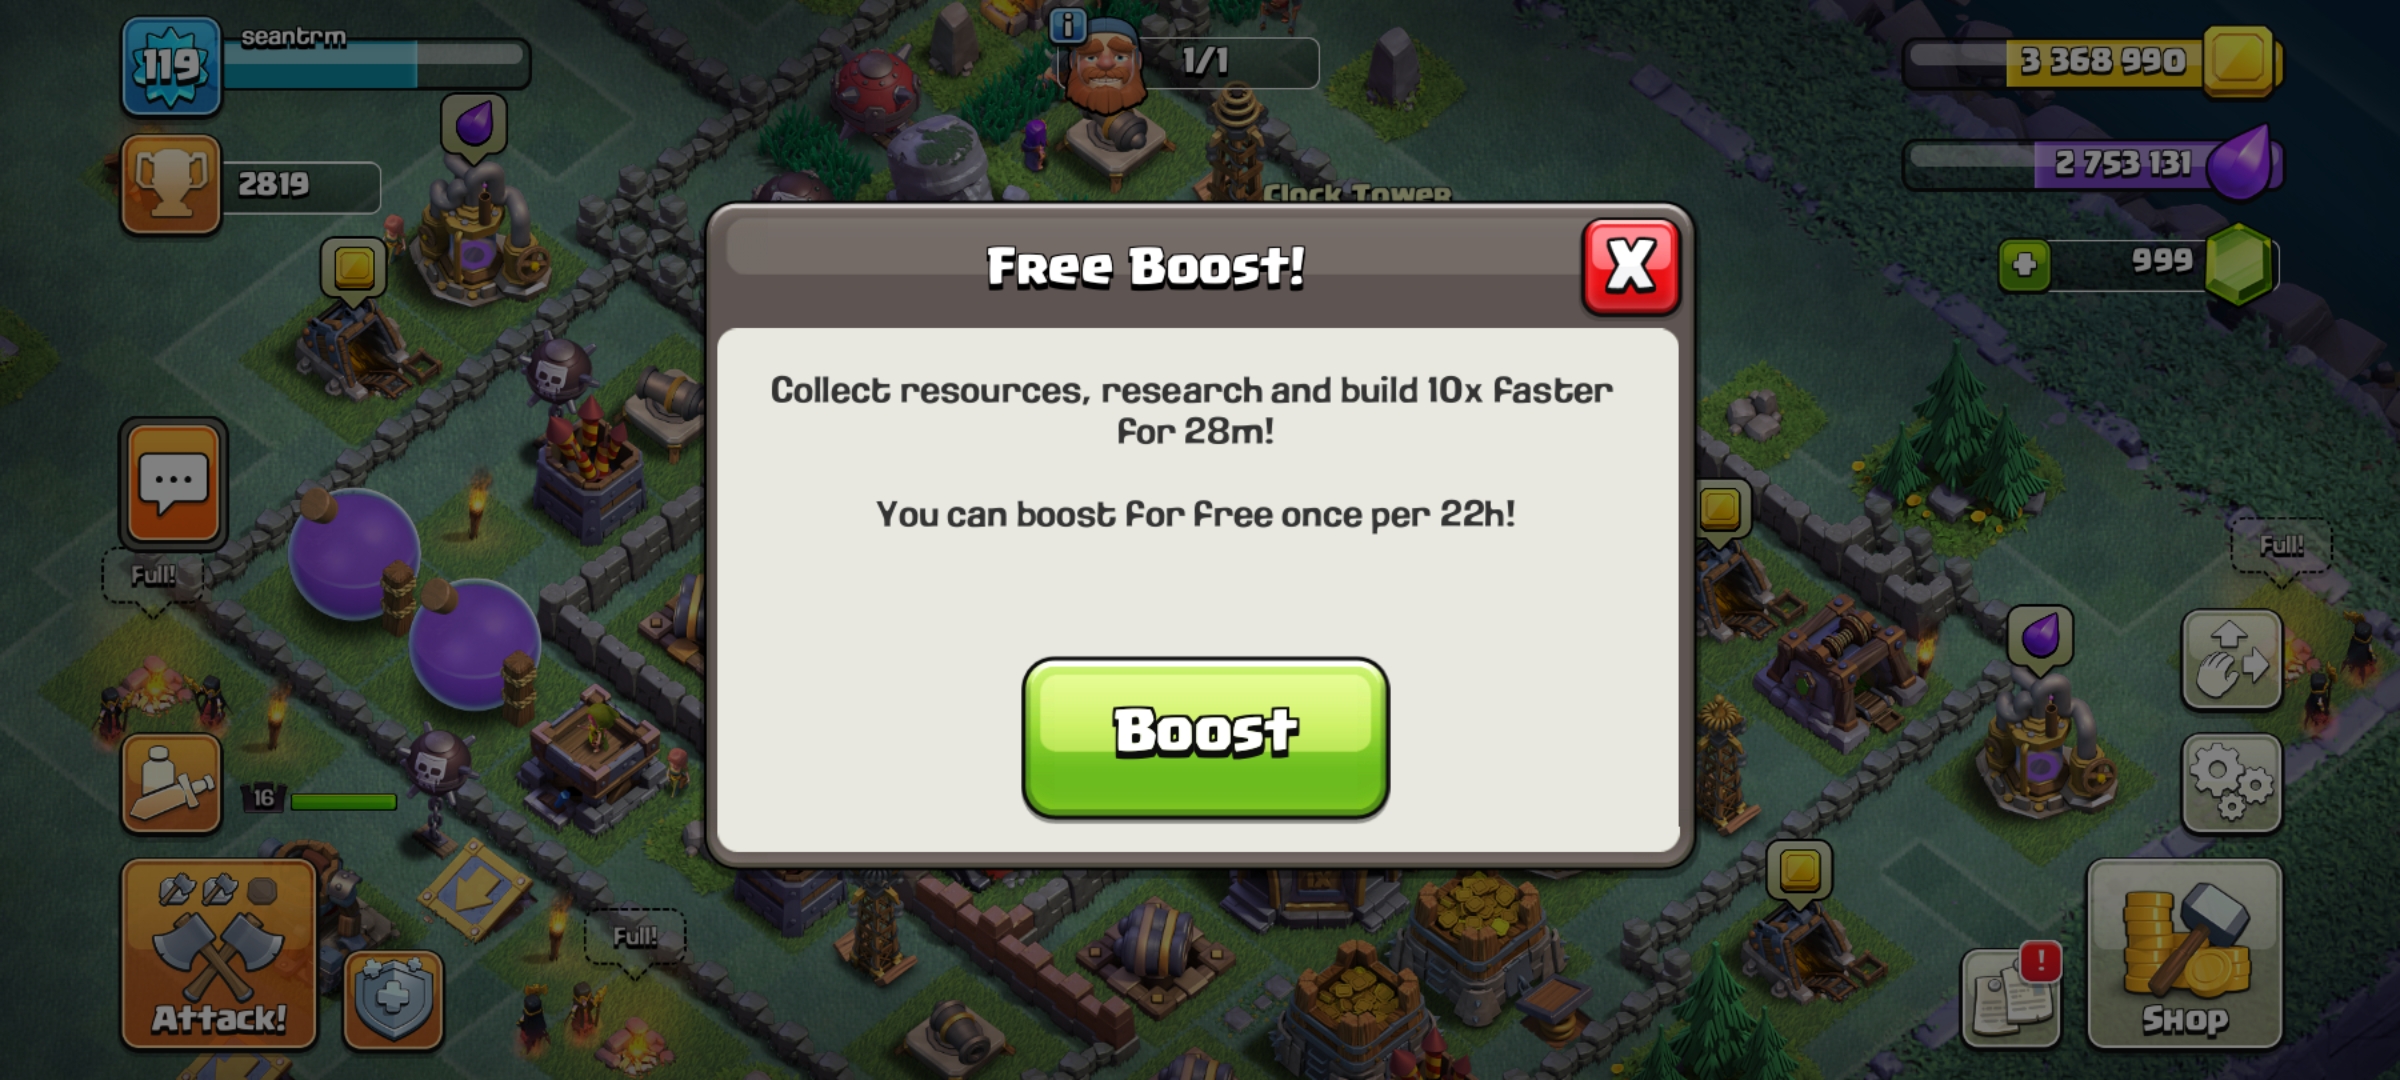 119
seantrm
i
1/1
3 368 990
2819
2 753 131
Clock Tower
Free Boost!
X
999
Collect resources, research and build 10x faster
for 28m!
You can boost for free once per 22h!
Full!
Full!
Boost
16
Full!
!
Attack!
Shop